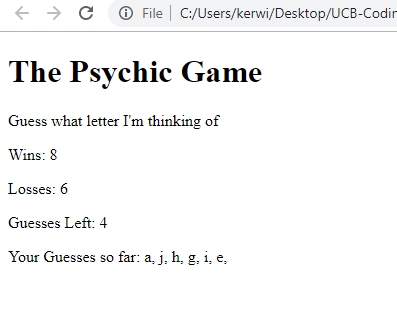 File | C:/Users/kerwi/Desktop/UCB-Codin
The Psychic Game
Guess what letter I'm thinking of
Wins: 8
Losses: 6
Guesses Left: 4
Your Guesses so far: a, j, h, g, i, e,